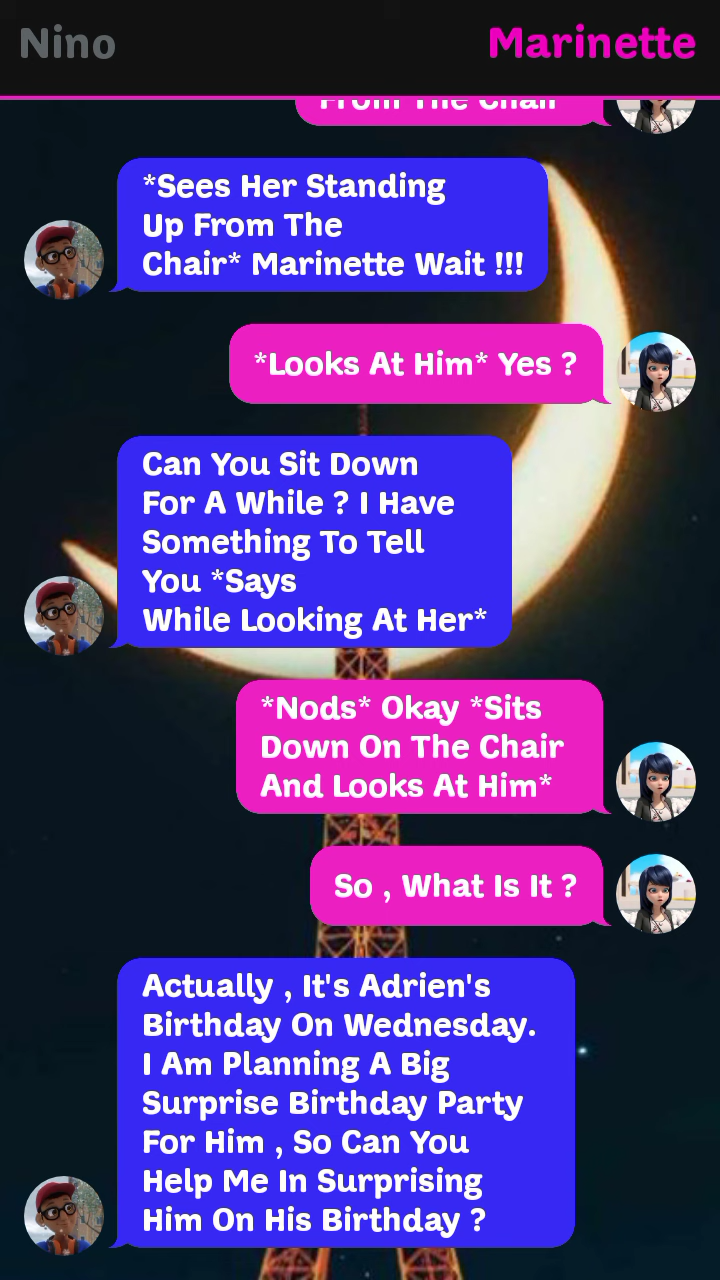 Nino
Marinette
From The Chair
*Sees Her Standing
Up From The
Chair* Marinette Wait !!!
*Looks At Him* Yes ?
Can You Sit Down
For A While ? I Have
Something To Tell
You *Says
While Looking At Her*
*Nods* Okay *Sits
Down On The Chair
And Looks At Him*
So , What Is It ?
Actually , It's Adrien's
Birthday On Wednesday.
I Am Planning A Big
Surprise Birthday Party
For Him , So Can You
Help Me In Surprising
Him On His Birthday ?